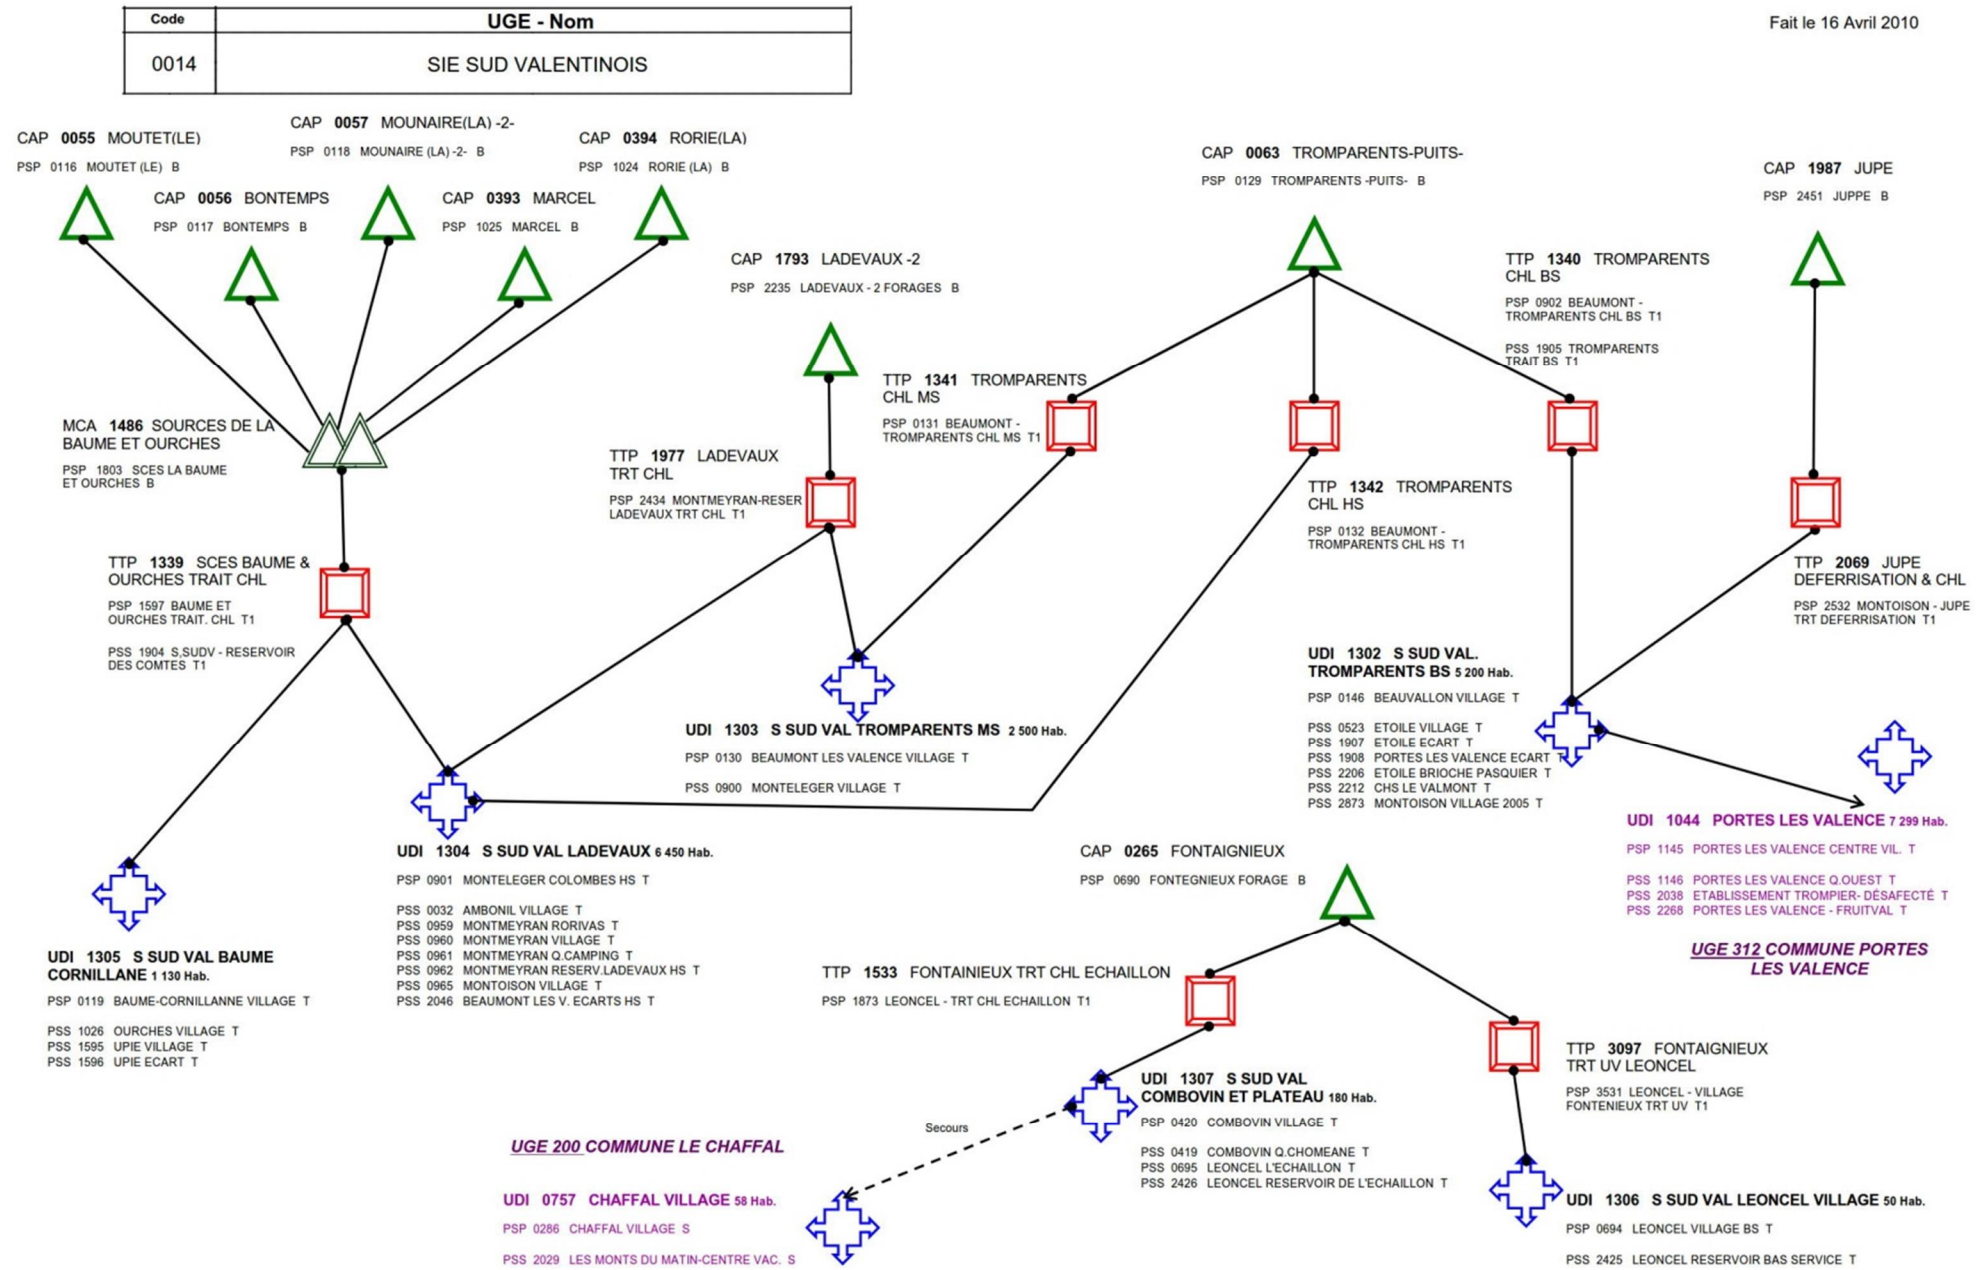 Code UGE - Nom
0014 SIE SUD VALENTINOIS
Fait le 16 Avril 2010
CAP 0055 MOUTET(LE)
PSP 0116 MOUTET (LE) B
CAP 0057 MOUNAIRE(LA) -2-
PSP 0118 MOUNAIRE (LA) -2- B
CAP 0394 RORIE(LA)
PSP 1024 RORIE (LA) B
CAP 0056 BONTEMPS
PSP 0117 BONTEMPS B
CAP 0393 MARCEL
PSP 1025 MARCEL B
CAP 1793 LADEVAUX -2
PSP 2235 LADEVAUX - 2 FORAGES B
CAP 0063 TROMPARENTS-PUITS-
PSP 0129 TROMPARENTS -PUITS- B
CAP 1987 JUPE
PSP 2451 JUPPE B
TTP 1340 TROMPARENTS
CHL BS
PSP 0902 BEAUMONT -
TROMPARENTS CHL BS T1
PSS 1905 TROMPARENTS
TRAIT BS T1
TTP 1341 TROMPARENTS
CHL MS
PSP 0131 BEAUMONT -
TROMPARENTS CHL MS T1
MCA 1486 SOURCES DE LA
BAUME ET OURCHES
PSP 1803 SCES LA BAUME
ET OURCHES B
TTP 1977 LADEVAUX
TRT CHL
PSP 2434 MONTMEYRAN-RESER
LADEVAUX TRT CHL T1
TTP 1342 TROMPARENTS
CHL HS
PSP 0132 BEAUMONT -
TROMPARENTS CHL HS T1
TTP 1339 SCES BAUME &
OURCHES TRAIT CHL
PSP 1597 BAUME ET
OURCHES TRAIT. CHL T1
PSS 1904 S,SUDV - RESERVOIR
DES COMTES T1
TTP 2069 JUPE
DEFERRISATION & CHL
PSP 2532 MONTOISON - JUPE
TRT DEFERRISATION T1
UDI 1302 S SUD VAL.
TROMPARENTS BS 5 200 Hab.
PSP 0146 BEAUVALLON VILLAGE T
PSS 0523 ETOILE VILLAGE T
PSS 1907 ETOILE ECART T
PSS 1908 PORTES LES VALENCE ECART T
PSS 2206 ETOILE BRIOCHE PASQUIER T
PSS 2212 CHS LE VALMONT T
PSS 2873 MONTOISON VILLAGE 2005 T
UDI 1303 S SUD VAL TROMPARENTS MS 2 500 Hab.
PSP 0130 BEAUMONT LES VALENCE VILLAGE T
PSS 0900 MONTELEGER VILLAGE T
UDI 1044 PORTES LES VALENCE 7 299 Hab.
PSP 1145 PORTES LES VALENCE CENTRE VIL. T
PSS 1146 PORTES LES VALENCE Q.OUEST T
PSS 2038 ETABLISSEMENT TROMPIER- DÉSAFECTÉ T
PSS 2268 PORTES LES VALENCE - FRUITVAL T
UGE 312 COMMUNE PORTES
LES VALENCE
UDI 1304 S SUD VAL LADEVAUX 6 450 Hab.
PSP 0901 MONTELEGER COLOMBES HS T
PSS 0032 AMBONIL VILLAGE T
PSS 0959 MONTMEYRAN RORIVAS T
PSS 0960 MONTMEYRAN VILLAGE T
PSS 0961 MONTMEYRAN Q.CAMPING T
PSS 0962 MONTMEYRAN RESERV.LADEVAUX HS T
PSS 0965 MONTOISON VILLAGE T
PSS 2046 BEAUMONT LES V. ECARTS HS T
UDI 1305 S SUD VAL BAUME
CORNILLANE 1 130 Hab.
PSP 0119 BAUME-CORNILLANNE VILLAGE T
PSS 1026 OURCHES VILLAGE T
PSS 1595 UPIE VILLAGE T
PSS 1596 UPIE ECART T
CAP 0265 FONTAIGNIEUX
PSP 0690 FONTEGNIEUX FORAGE B
TTP 1533 FONTAINIEUX TRT CHL ECHAILLON
PSP 1873 LEONCEL - TRT CHL ECHAILLON T1
TTP 3097 FONTAIGNIEUX
TRT UV LEONCEL
PSP 3531 LEONCEL - VILLAGE
FONTENIEUX TRT UV T1
UDI 1307 S SUD VAL
COMBOVIN ET PLATEAU 180 Hab.
PSP 0420 COMBOVIN VILLAGE T
PSS 0419 COMBOVIN Q.CHOMEANE T
PSS 0695 LEONCEL L'ECHAILLON T
PSS 2426 LEONCEL RESERVOIR DE L'ECHAILLON T
Secours
UGE 200 COMMUNE LE CHAFFAL
UDI 0757 CHAFFAL VILLAGE 58 Hab.
PSP 0286 CHAFFAL VILLAGE S
PSS 2029 LES MONTS DU MATIN-CENTRE VAC. S
UDI 1306 S SUD VAL LEONCEL VILLAGE 50 Hab.
PSP 0694 LEONCEL VILLAGE BS T
PSS 2425 LEONCEL RESERVOIR BAS SERVICE T